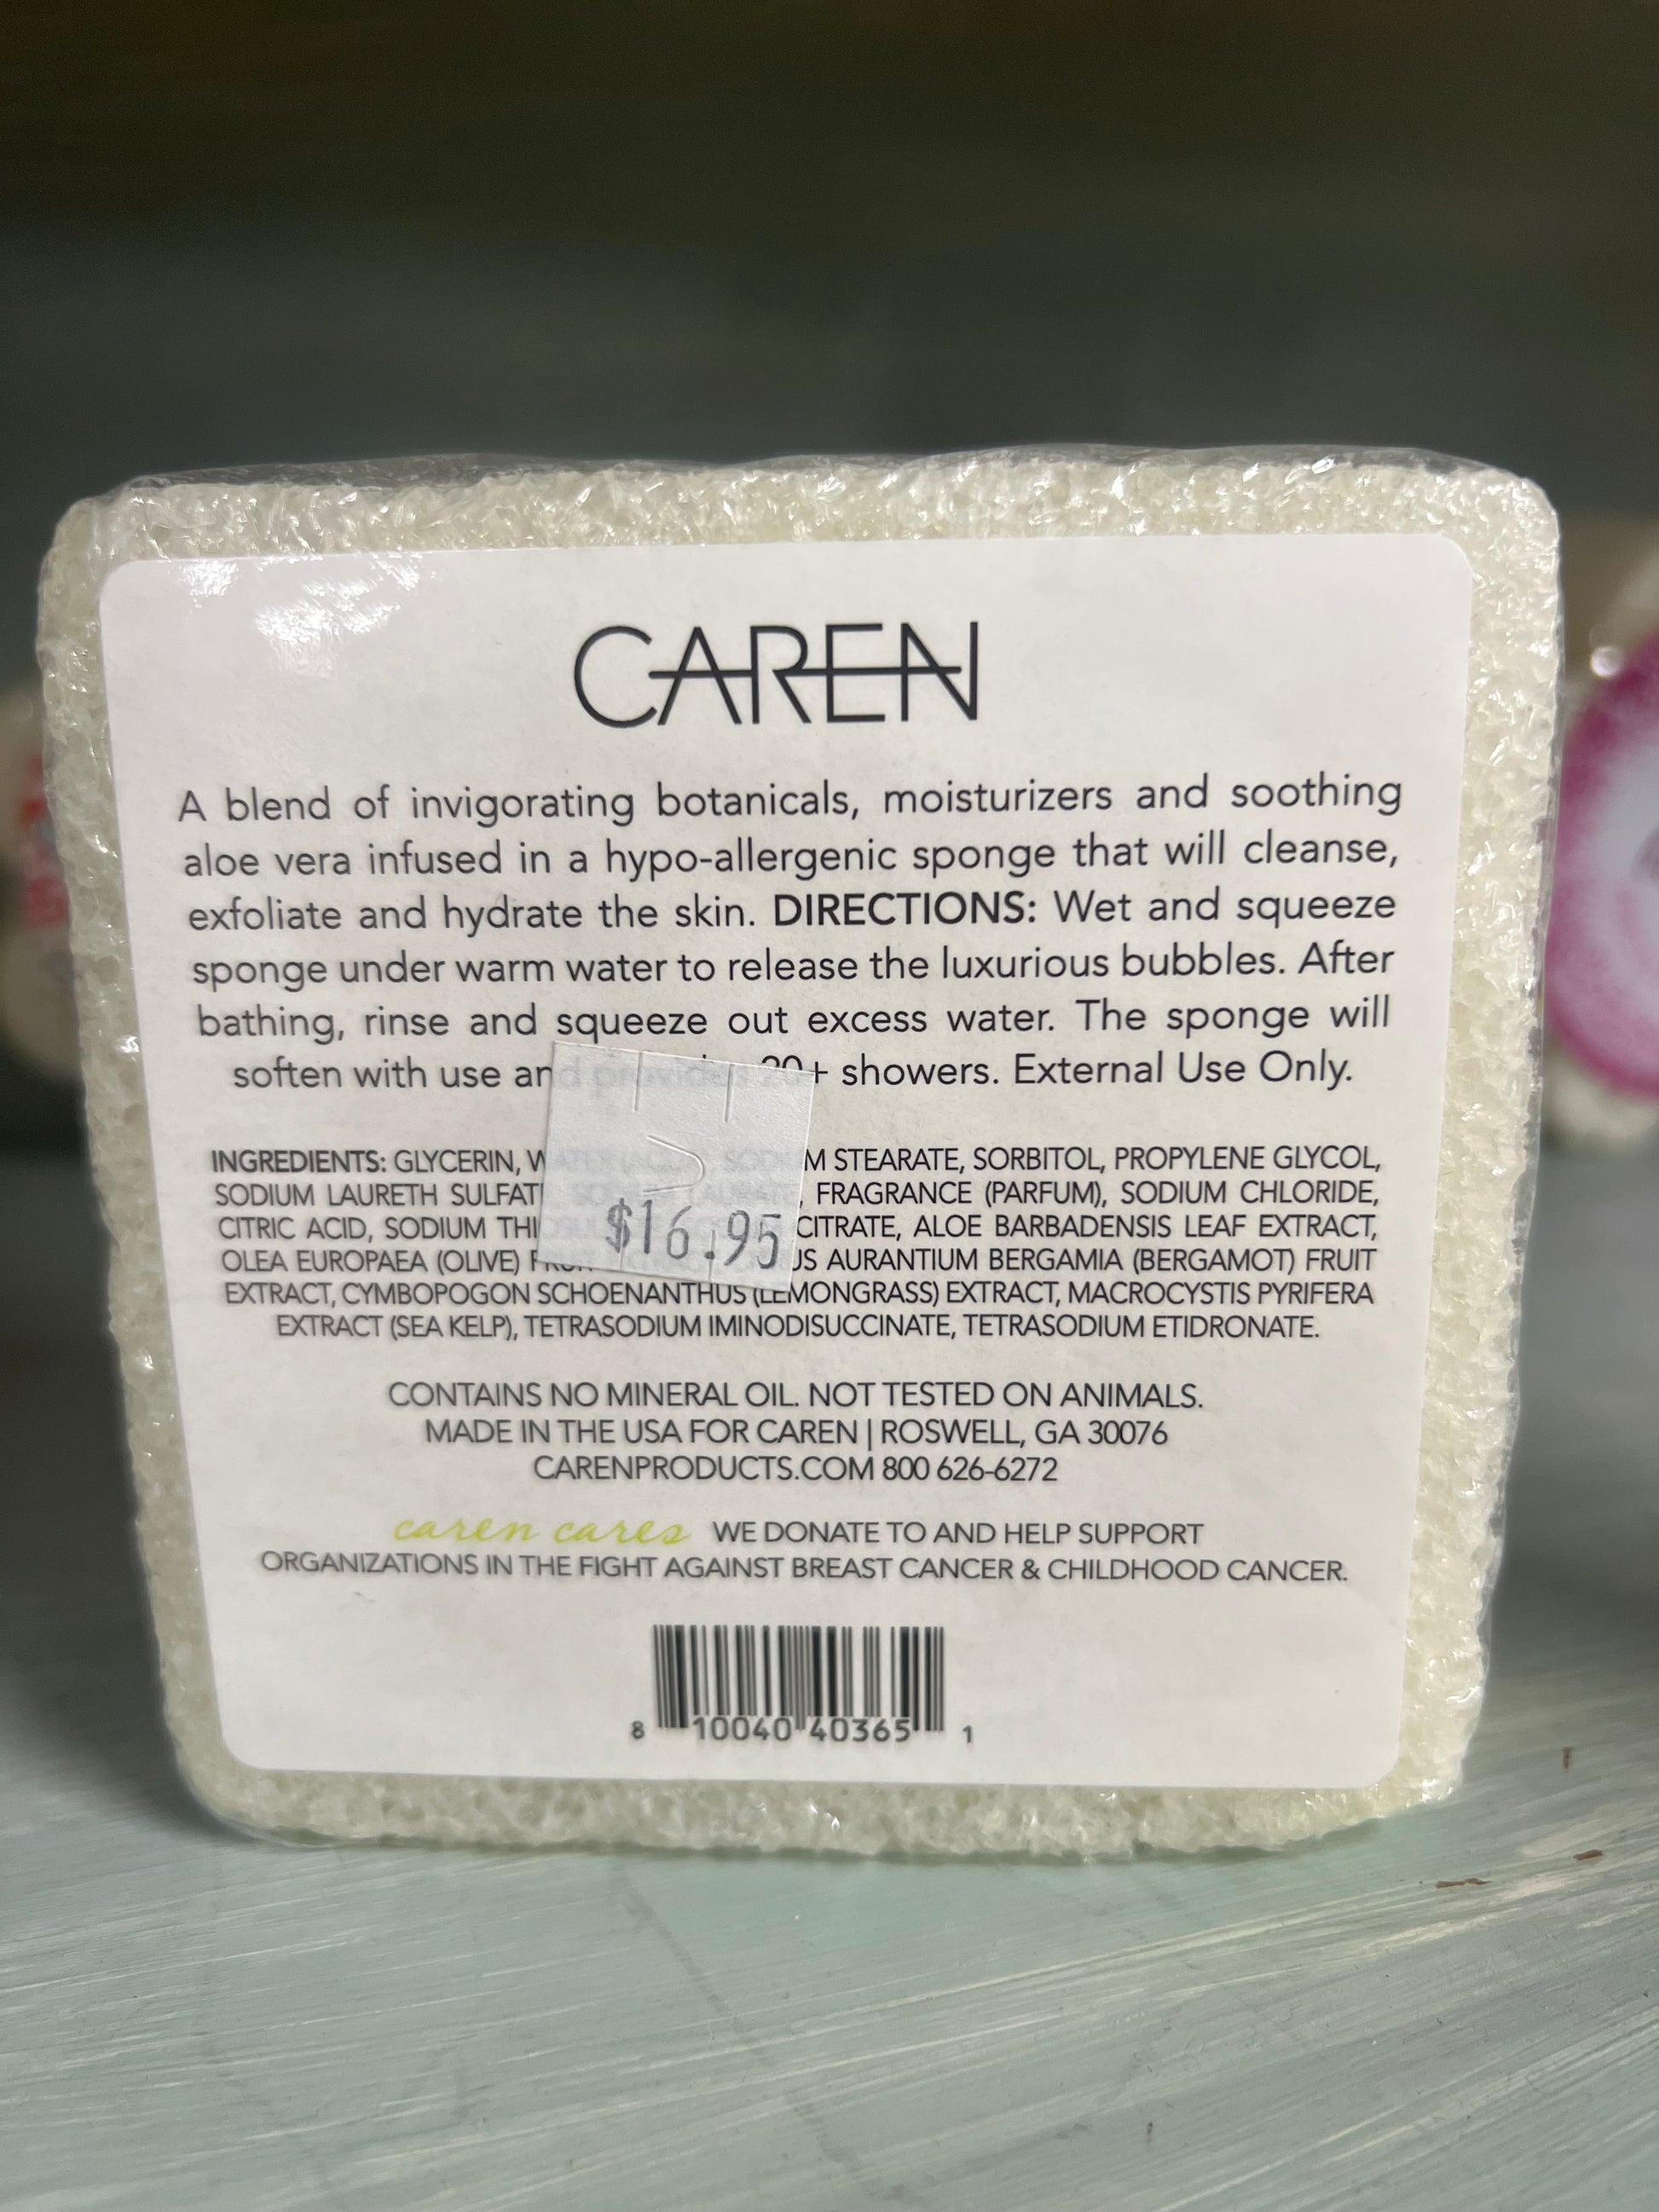 CAREN
A blend of invigorating botanicals, moisturizers and soothing
aloe vera infused in a hypo-allergenic sponge that will cleanse,
exfoliate and hydrate the skin. DIRECTIONS: Wet and squeeze
sponge under warm water to release the luxurious bubbles. After
bathing, rinse and squeeze out excess water. The sponge will
soften with use and provides 20+ showers. External Use Only.
INGREDIENTS: GLYCERIN, WATER STEARATE, SORBITOL, PROPYLENE GLYCOL,
SODIUM LAURETH FRAGRANCE (PARFUM), SODIUM CHLORIDE,
CITRIC ACID, SODIUM CITRATE, ALOE BARBADENSIS LEAF EXTRACT,
OLEA EUROPAEA (OLIVE) AURANTIUM BERGAMIA (BERGAMOT) FRUIT
EXTRACT, CYMBOPOGON SCHOENANTHUS (LEMONGRASS) EXTRACT, MACROCYSTIS PYRIFERA
EXTRACT (SEA KELP), TETRASODIUM IMINODISUCCINATE, TETRASODIUM ETIDRONATE.
$16.95
CONTAINS NO MINERAL OIL. NOT TESTED ON ANIMALS.
MADE IN THE USA FOR CAREN | ROSWELL, GA 30076
CARENPRODUCTS.COM 800 626-6272
caren cares WE DONATE TO AND HELP SUPPORT
ORGANIZATIONS IN THE FIGHT AGAINST BREAST CANCER & CHILDHOOD CANCER.
8 10040 40365 1